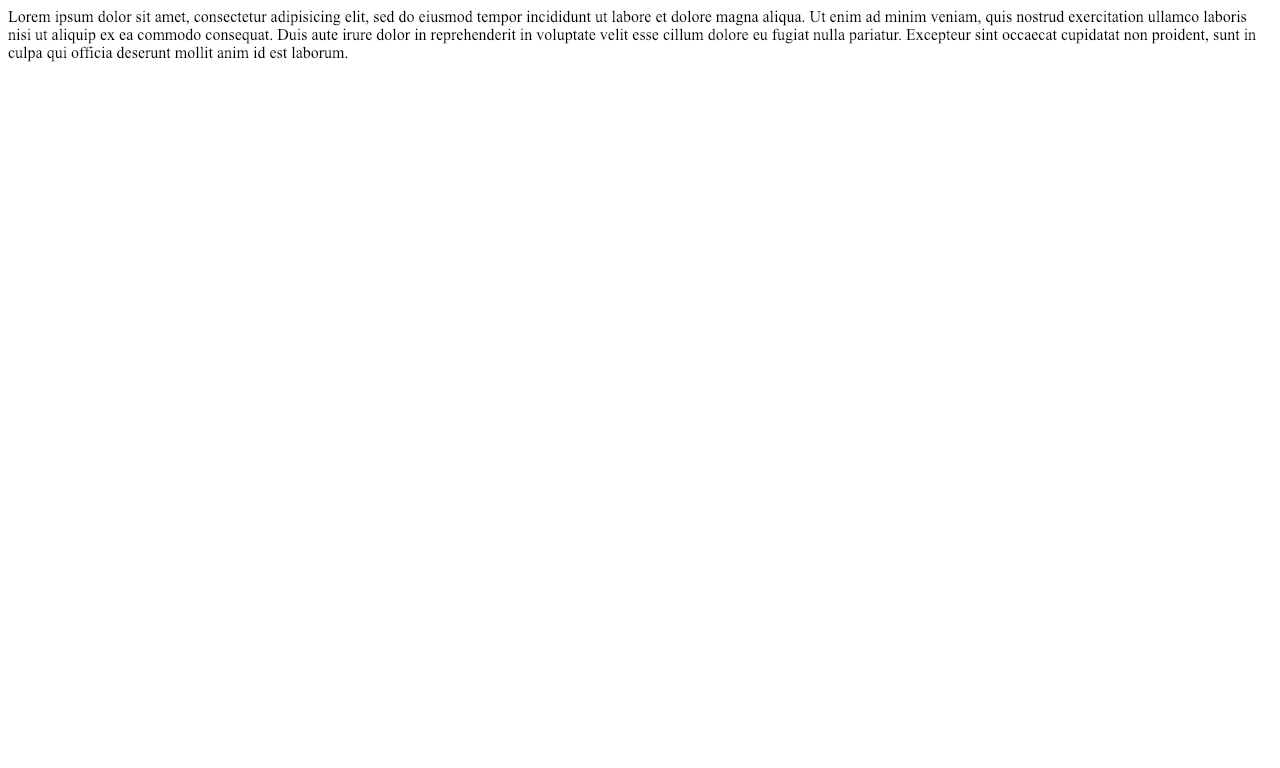 Lorem ipsum dolor sit amet, consectetur adipisicing elit, sed do eiusmod tempor incididunt ut labore et dolore magna aliqua. Ut enim ad minim veniam, quis nostrud exercitation ullamco laboris
nisi ut aliquip ex ea commodo consequat. Duis aute irure dolor in reprehenderit in voluptate velit esse cillum dolore eu fugiat nulla pariatur. Excepteur sint occaecat cupidatat non proident, sunt in
culpa qui officia deserunt mollit anim id est laborum.